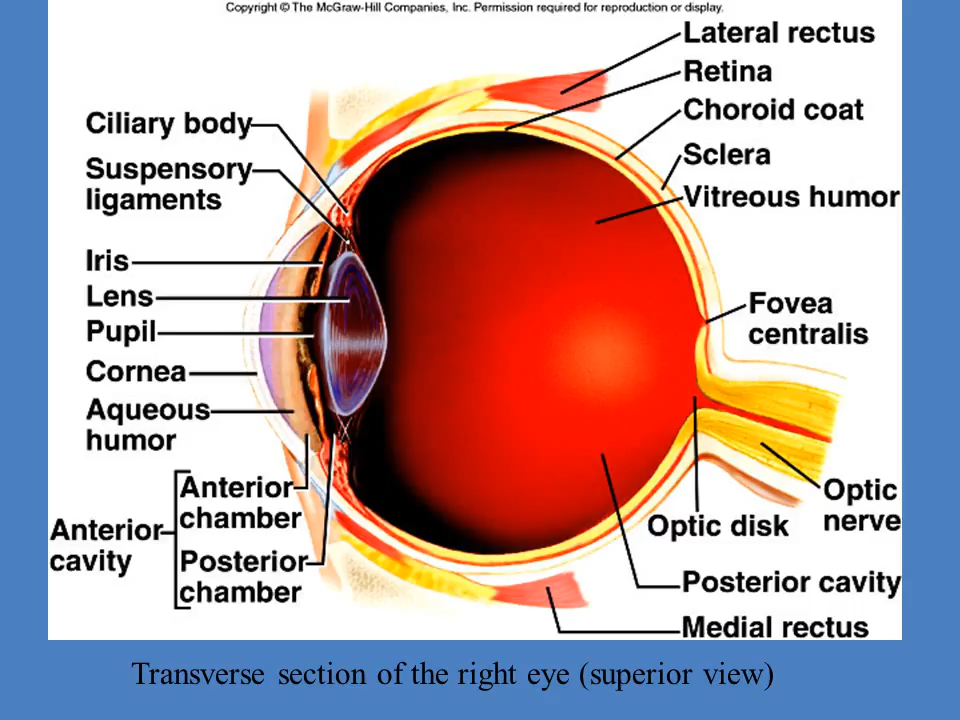 Copyright © The McGraw-Hill Companies, Inc. Permission required for reproduction or display.
Lateral rectus
Retina
Choroid coat
Sclera
Vitreous humor
Fovea
centralis
Optic
nerve
Optic disk
Posterior cavity
Medial rectus
Ciliary body
Suspensory
ligaments
Iris
Lens
Pupil
Cornea
Aqueous
humor
Anterior
cavity
Anterior
chamber
Posterior
chamber
Transverse section of the right eye (superior view)